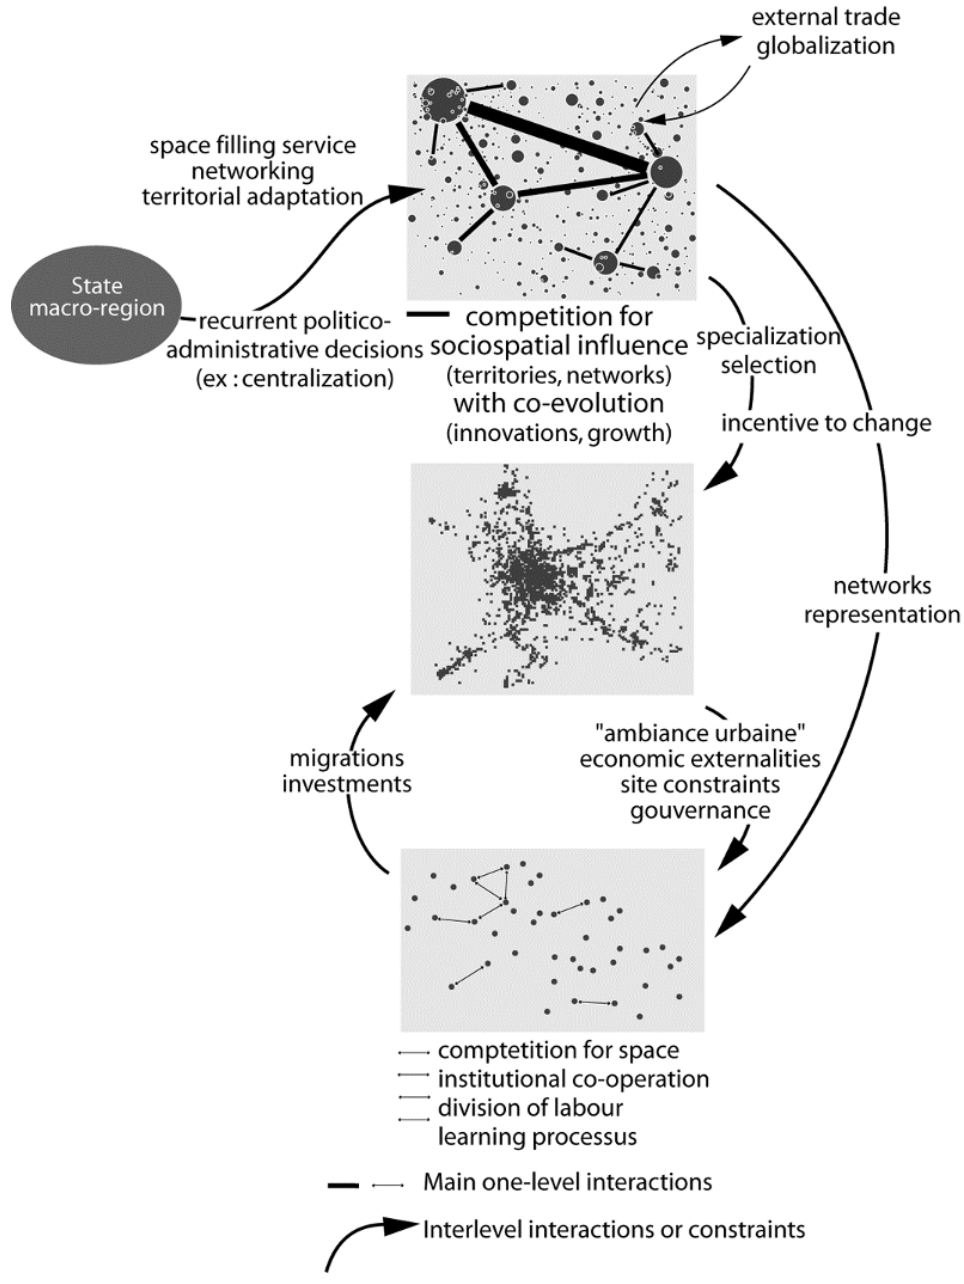 external trade
globalization
space filling service
networking
territorial adaptation
State
macro-region
recurrent politico-
administrative decisions
(ex : centralization)
competition for
sociospatial influence
(territories, networks)
with co-evolution
(innovations, growth)
specialization
selection
incentive to change
networks
representation
migrations
investments
"ambiance urbaine"
economic externalities
site constraints
gouvernance
comptetition for space
institutional co-operation
division of labour
learning processus
Main one-level interactions
Interlevel interactions or constraints